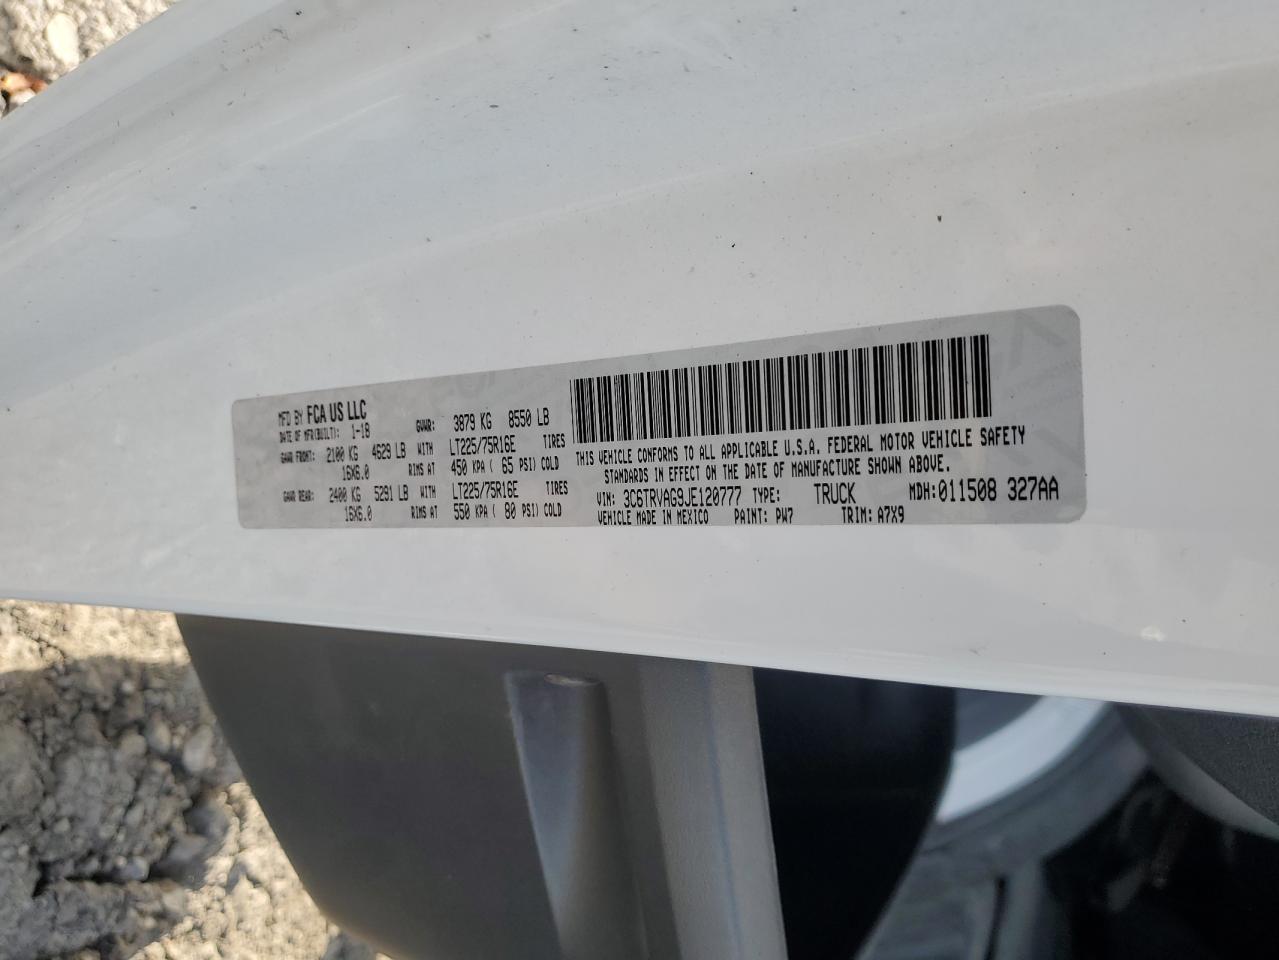 MFD BY FCA US LLC
DATE OF MFR(BUILT): 1-18 GVWR: 3879 KG 8550 LB
GAWR FRONT: 2100 KG 4629 LB WITH LT225/75R16E TIRES
16X6.0 RIMS AT 450 KPA ( 65 PSI) COLD
GAWR REAR: 2400 KG 5291 LB WITH LT225/75R16E TIRES
16X6.0 RIMS AT 550 KPA ( 80 PSI) COLD
THIS VEHICLE CONFORMS TO ALL APPLICABLE U.S.A. FEDERAL MOTOR VEHICLE SAFETY
STANDARDS IN EFFECT ON THE DATE OF MANUFACTURE SHOWN ABOVE.
VIN: 3C6TRVAG9JE120777 TYPE: TRUCK MDH: 011508 327AA
VEHICLE MADE IN MEXICO PAINT: PW7 TRIM: A7X9